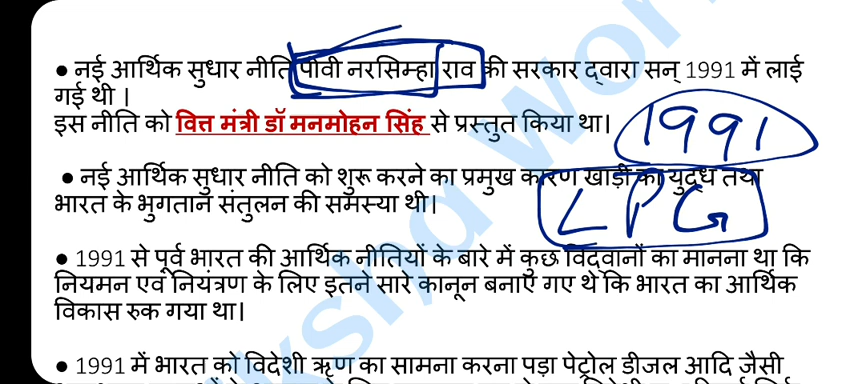 ● नई आर्थिक सुधार नीति पीवी नरसिम्हा राव की सरकार द्वारा सन् 1991 में लाई
गई थी ।
इस नीति को वित्त मंत्री डॉ मनमोहन सिंह से प्रस्तुत किया था।
1991
● नई आर्थिक सुधार नीति को शुरू करने का प्रमुख कारण खाड़ी का युद्ध तथा
भारत के भुगतान संतुलन की समस्या थी।
LPG
● 1991 से पूर्व भारत की आर्थिक नीतियों के बारे में कुछ विद्वानों का मानना था कि
नियमन एवं नियंत्रण के लिए इतने सारे कानून बनाए गए थे कि भारत का आर्थिक
विकास रुक गया था।
● 1991 में भारत को विदेशी ऋण का सामना करना पड़ा पेट्रोल डीजल आदि जैसी